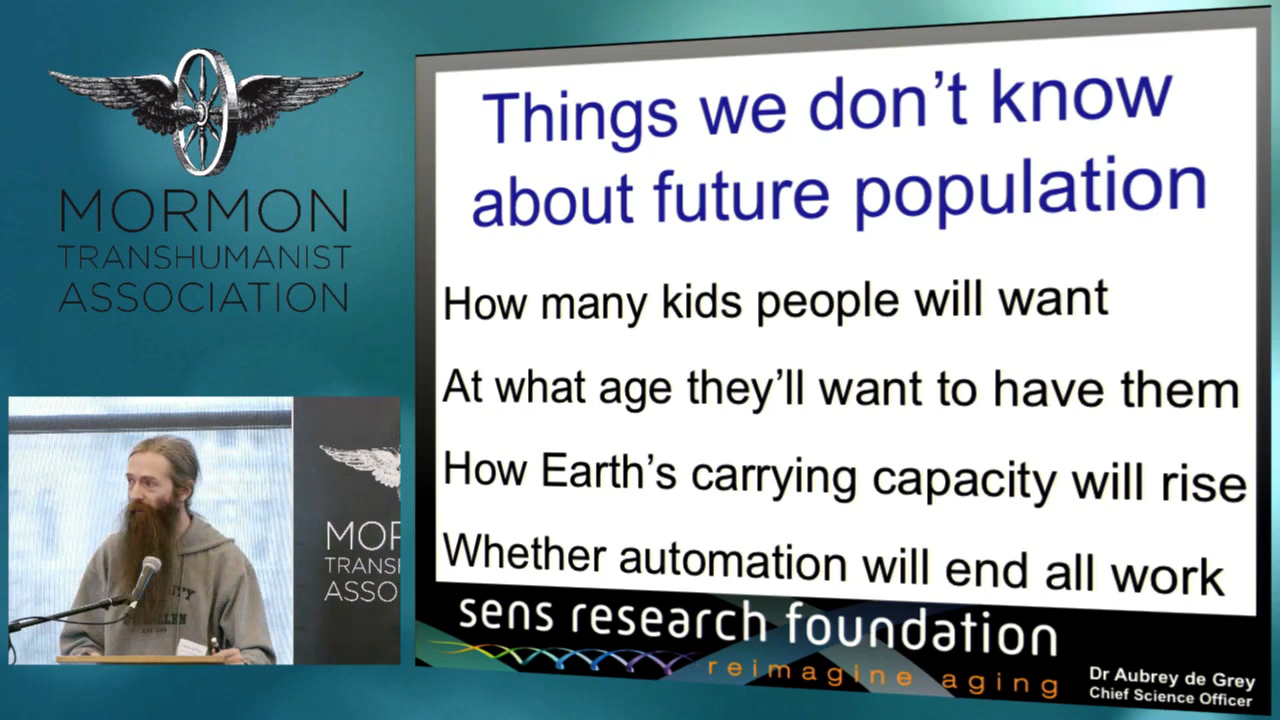 MORMON
TRANSHUMANIST
ASSOCIATION
Things we don't know
about future population
How many kids people will want
At what age they'll want to have them
How Earth's carrying capacity will rise
Whether automation will end all work
sens research foundation
reimagine aging
Dr Aubrey de Grey
Chief Science Officer
MOR
TRANS
ASSO